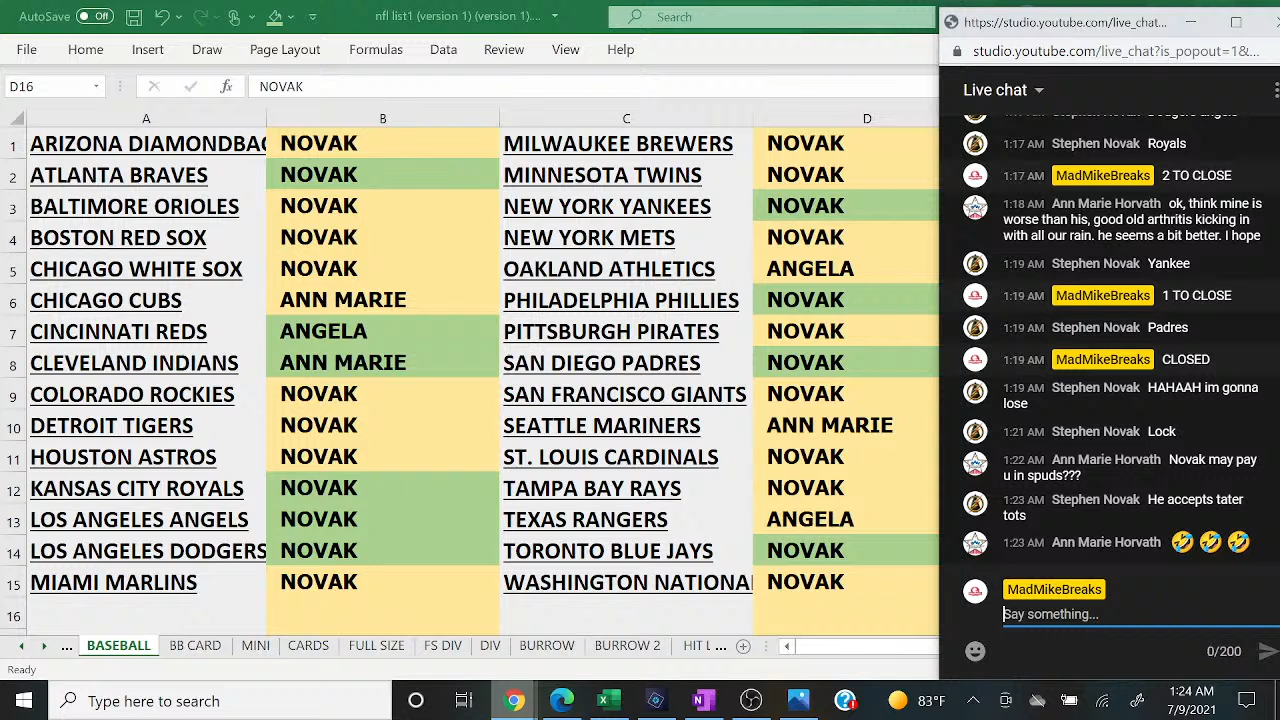 AutoSave Off nfl list1 (version 1) (version 1).... Search
File Home Insert Draw Page Layout Formulas Data Review View Help
D16 fx NOVAK
A B C D
1 ARIZONA DIAMONDBAC NOVAK MILWAUKEE BREWERS NOVAK
2 ATLANTA BRAVES NOVAK MINNESOTA TWINS NOVAK
3 BALTIMORE ORIOLES NOVAK NEW YORK YANKEES NOVAK
4 BOSTON RED SOX NOVAK NEW YORK METS NOVAK
5 CHICAGO WHITE SOX NOVAK OAKLAND ATHLETICS ANGELA
6 CHICAGO CUBS ANN MARIE PHILADELPHIA PHILLIES NOVAK
7 CINCINNATI REDS ANGELA PITTSBURGH PIRATES NOVAK
8 CLEVELAND INDIANS ANN MARIE SAN DIEGO PADRES NOVAK
9 COLORADO ROCKIES NOVAK SAN FRANCISCO GIANTS NOVAK
10 DETROIT TIGERS NOVAK SEATTLE MARINERS ANN MARIE
11 HOUSTON ASTROS NOVAK ST. LOUIS CARDINALS NOVAK
12 KANSAS CITY ROYALS NOVAK TAMPA BAY RAYS NOVAK
13 LOS ANGELES ANGELS NOVAK TEXAS RANGERS ANGELA
14 LOS ANGELES DODGERS NOVAK TORONTO BLUE JAYS NOVAK
15 MIAMI MARLINS NOVAK WASHINGTON NATIONA NOVAK
16
... BASEBALL BB CARD MINI CARDS FULL SIZE FS DIV DIV BURROW BURROW 2 HIT L ...
Ready
https://studio.youtube.com/live_chat...
studio.youtube.com/live_chat?is_popout=1&...
Live chat
1:17 AM Stephen Novak Royals
1:17 AM MadMikeBreaks 2 TO CLOSE
1:18 AM Ann Marie Horvath ok, think mine is
worse than his, good old arthritis kicking in
with all our rain. he seems a bit better. I hope
1:19 AM Stephen Novak Yankee
1:19 AM MadMikeBreaks 1 TO CLOSE
1:19 AM Stephen Novak Padres
1:19 AM MadMikeBreaks CLOSED
1:19 AM Stephen Novak HAHAAH im gonna
lose
1:21 AM Stephen Novak Lock
1:22 AM Ann Marie Horvath Novak may pay
u in spuds???
1:23 AM Stephen Novak He accepts tater
tots
1:23 AM Ann Marie Horvath 🤣 🤣 🤣
MadMikeBreaks
Say something...
0/200
Type here to search 83°F 1:24 AM
7/9/2021